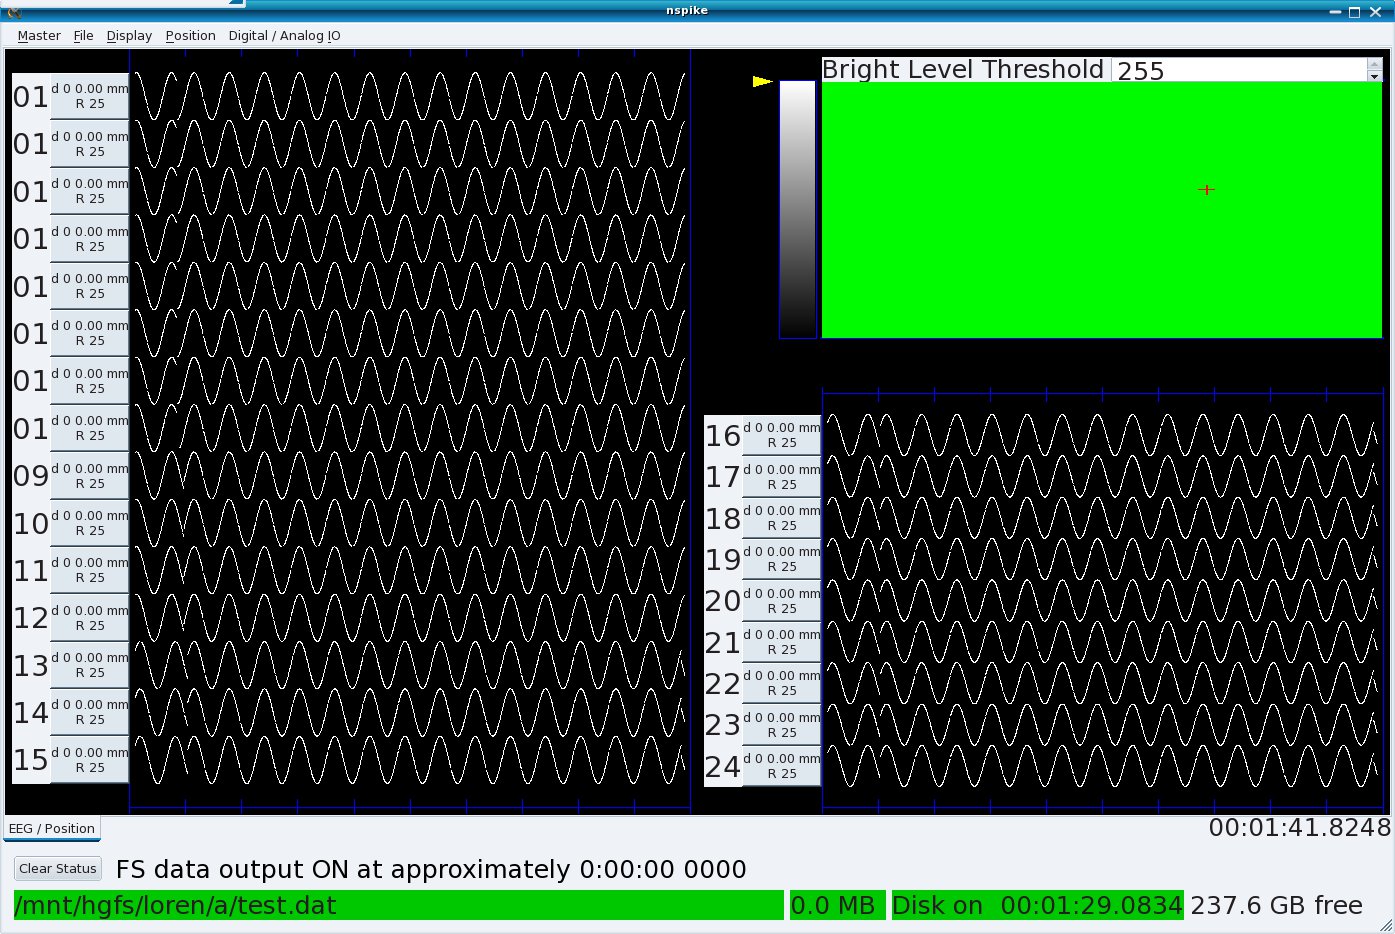 nspike
Master File Display Position Digital / Analog IO
01 d 0 0.00 mm
R 25
01 d 0 0.00 mm
R 25
01 d 0 0.00 mm
R 25
01 d 0 0.00 mm
R 25
01 d 0 0.00 mm
R 25
01 d 0 0.00 mm
R 25
01 d 0 0.00 mm
R 25
01 d 0 0.00 mm
R 25
09 d 0 0.00 mm
R 25
10 d 0 0.00 mm
R 25
11 d 0 0.00 mm
R 25
12 d 0 0.00 mm
R 25
13 d 0 0.00 mm
R 25
14 d 0 0.00 mm
R 25
15 d 0 0.00 mm
R 25
Bright Level Threshold 255
16 d 0 0.00 mm
R 25
17 d 0 0.00 mm
R 25
18 d 0 0.00 mm
R 25
19 d 0 0.00 mm
R 25
20 d 0 0.00 mm
R 25
21 d 0 0.00 mm
R 25
22 d 0 0.00 mm
R 25
23 d 0 0.00 mm
R 25
24 d 0 0.00 mm
R 25
EEG / Position
00:01:41.8248
Clear Status FS data output ON at approximately 0:00:00 0000
/mnt/hgfs/loren/a/test.dat 0.0 MB Disk on 00:01:29.0834 237.6 GB free